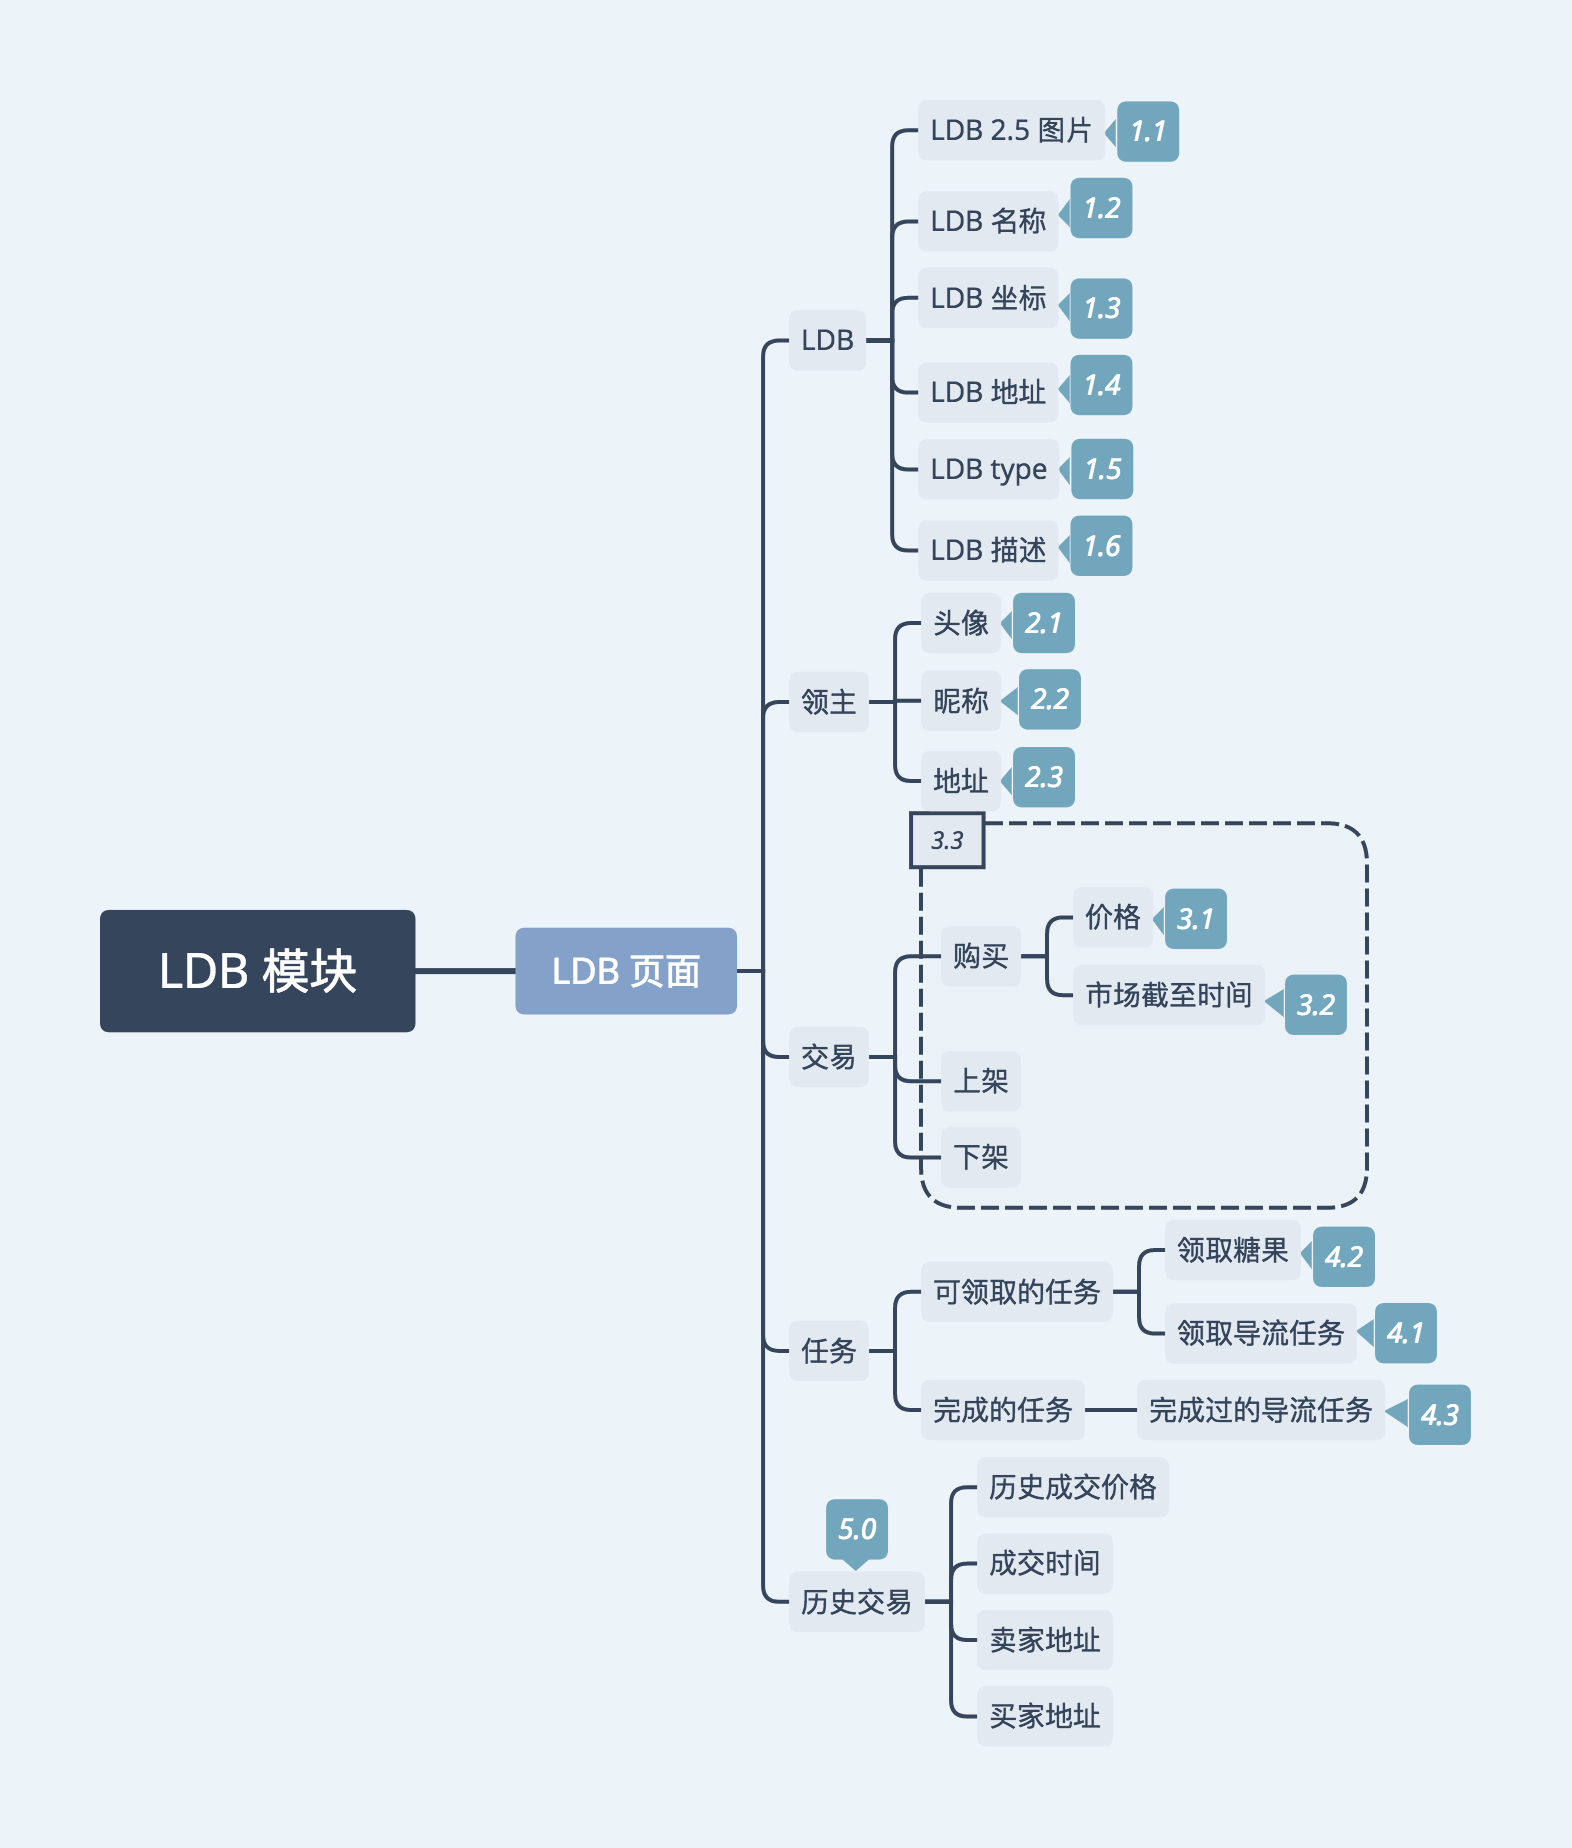 LDB 模块
LDB 页面
LDB
LDB 2.5 图片
1.1
LDB 名称
1.2
LDB 坐标
1.3
LDB 地址
1.4
LDB type
1.5
LDB 描述
1.6
领主
头像
2.1
昵称
2.2
地址
2.3
3.3
交易
购买
价格
3.1
市场截至时间
3.2
上架
下架
任务
可领取的任务
领取糖果
4.2
领取导流任务
4.1
完成的任务
完成过的导流任务
4.3
5.0
历史交易
历史成交价格
成交时间
卖家地址
买家地址